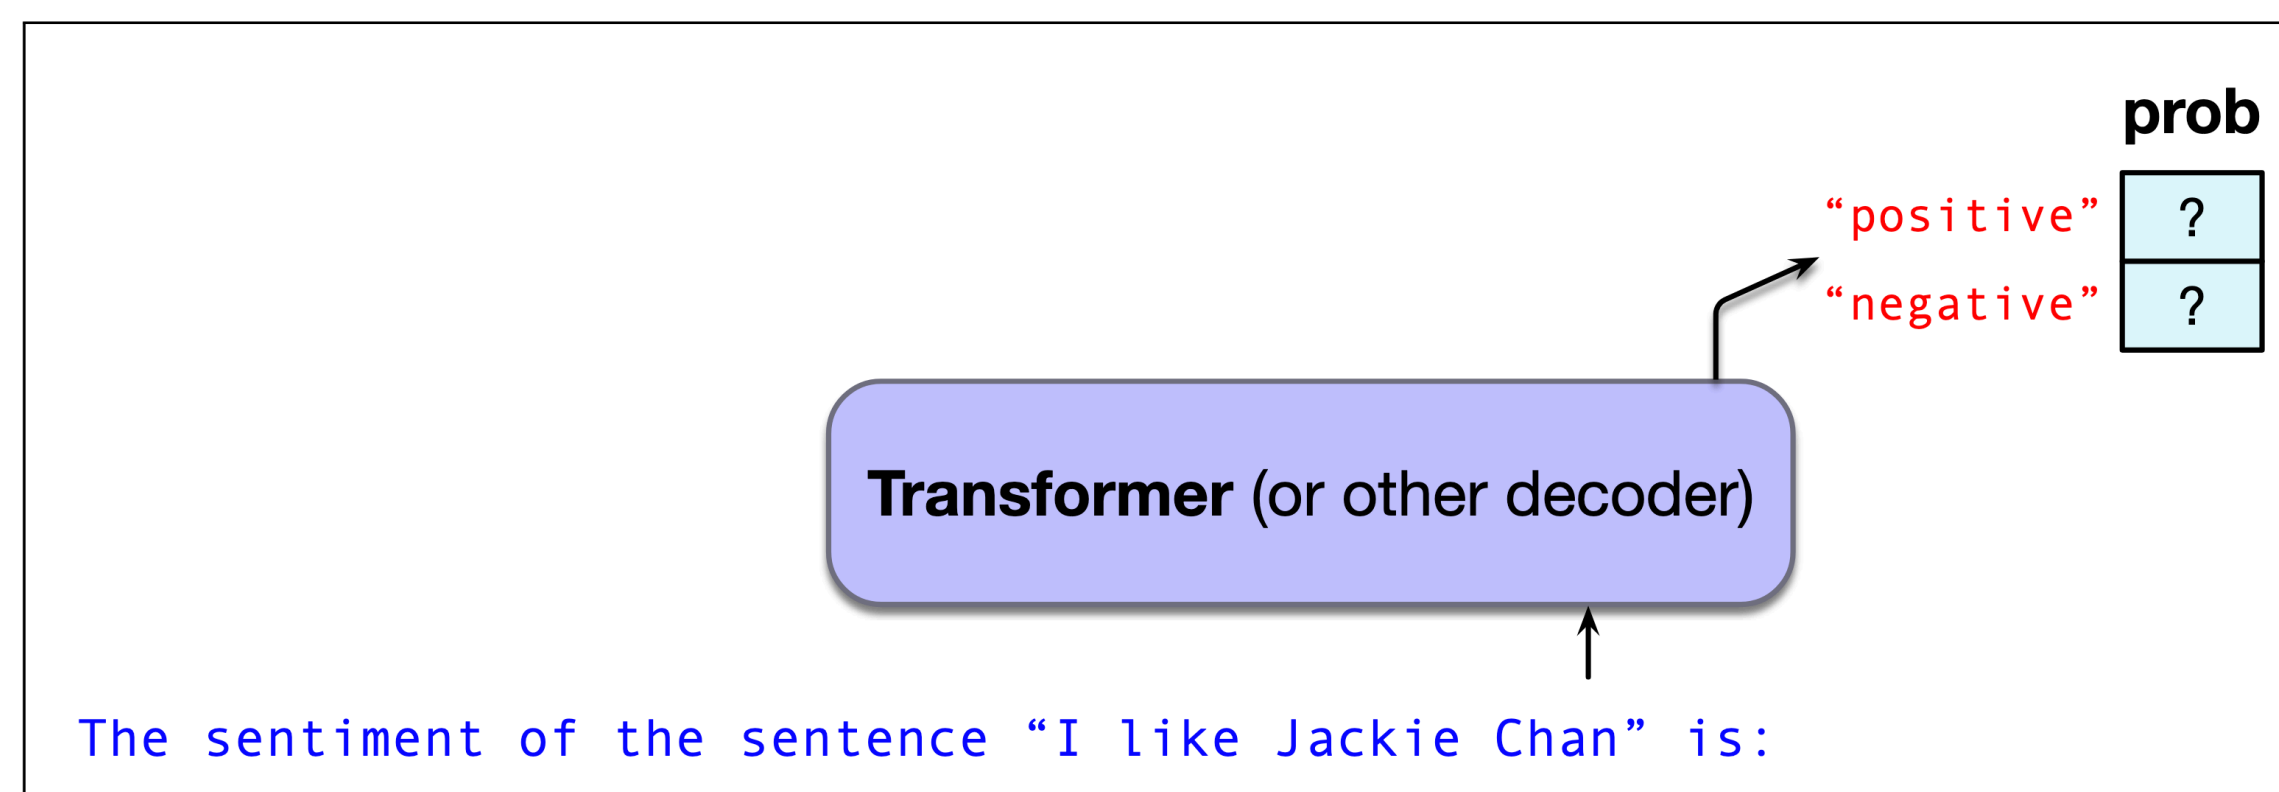 prob
“positive” ?
“negative” ?
Transformer (or other decoder)
The sentiment of the sentence “I like Jackie Chan” is: